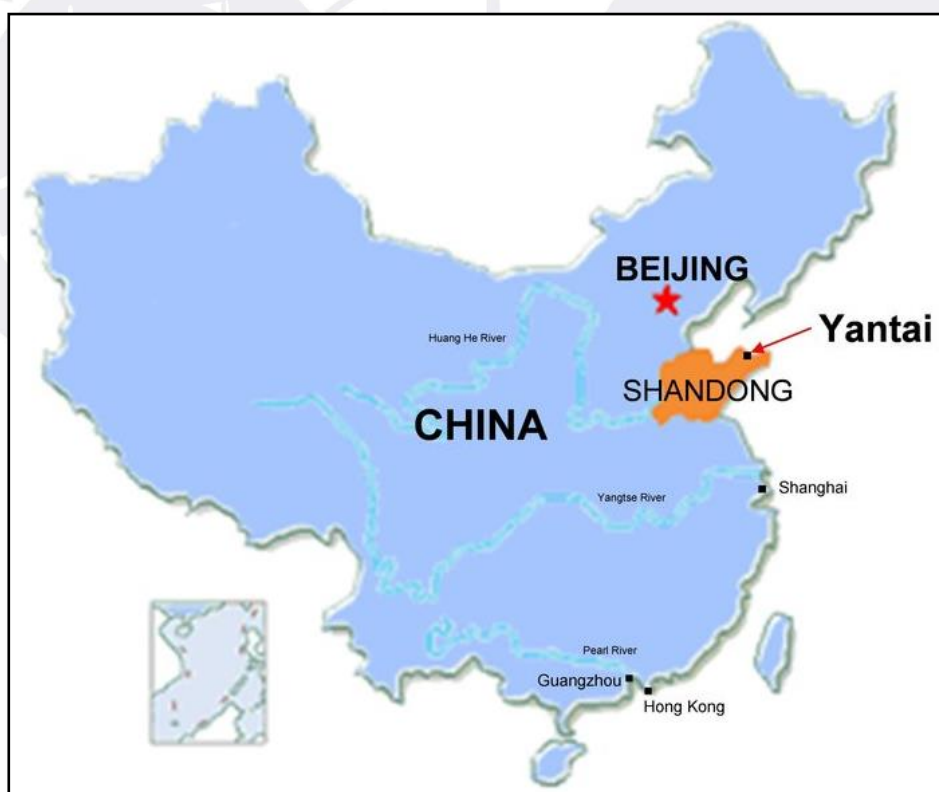 BEIJING
Yantai
Huang He River
SHANDONG
CHINA
Shanghai
Yangtse River
Pearl River
Guangzhou
Hong Kong